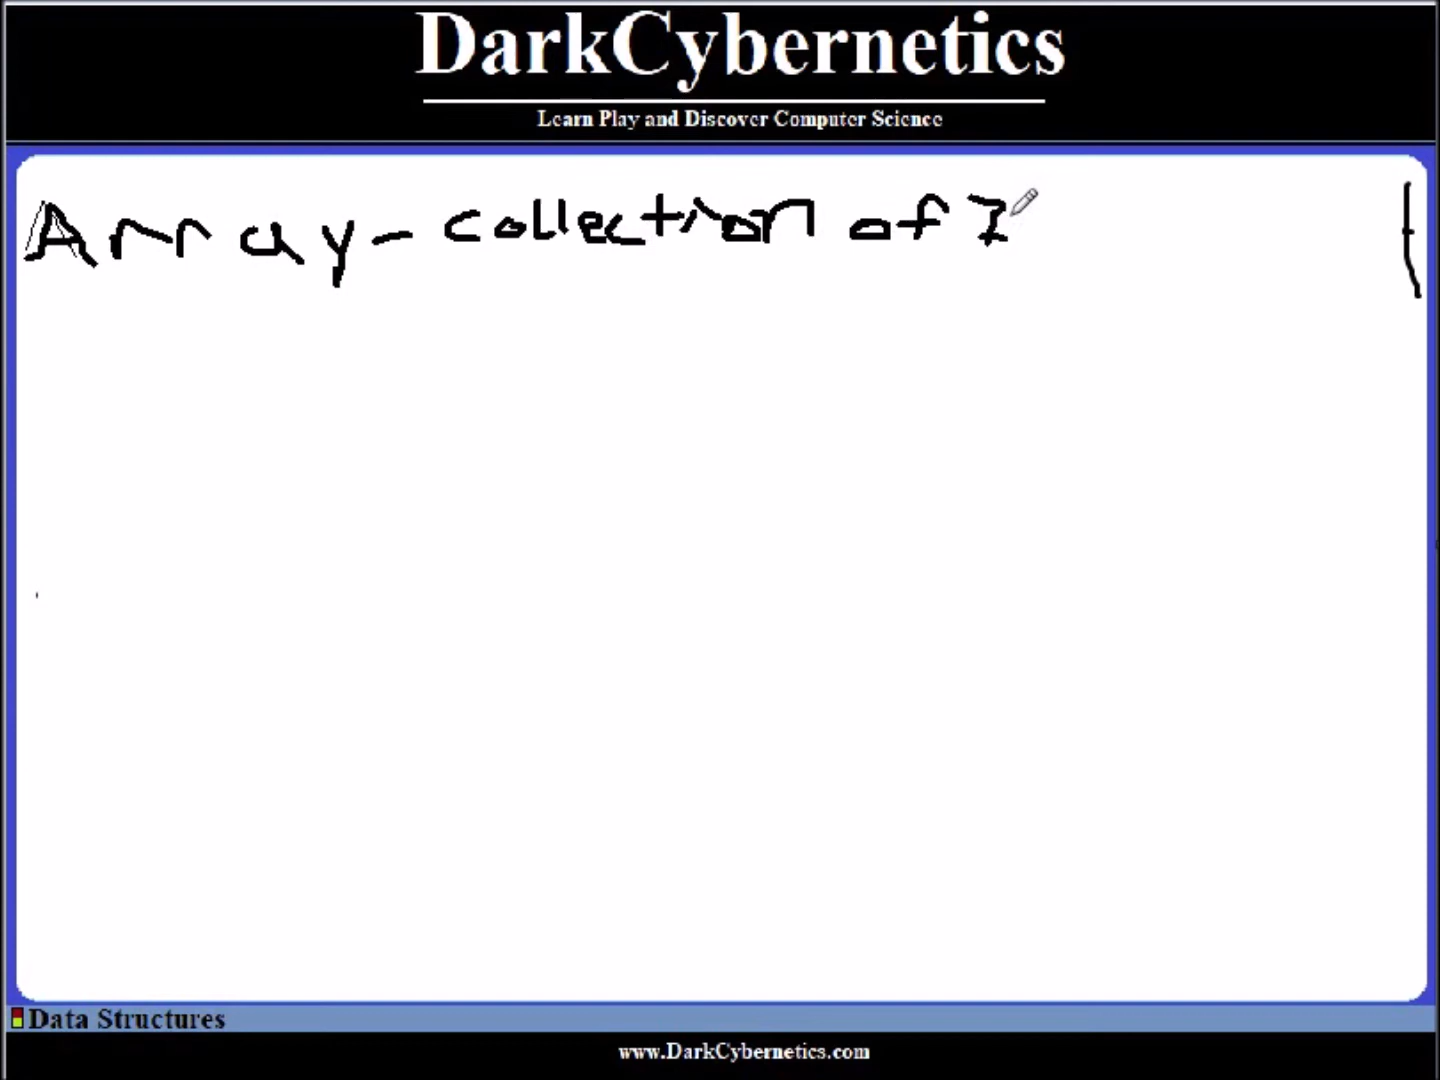 DarkCybernetics
Learn Play and Discover Computer Science
Array - collection of I
Data Structures
www.DarkCybernetics.com